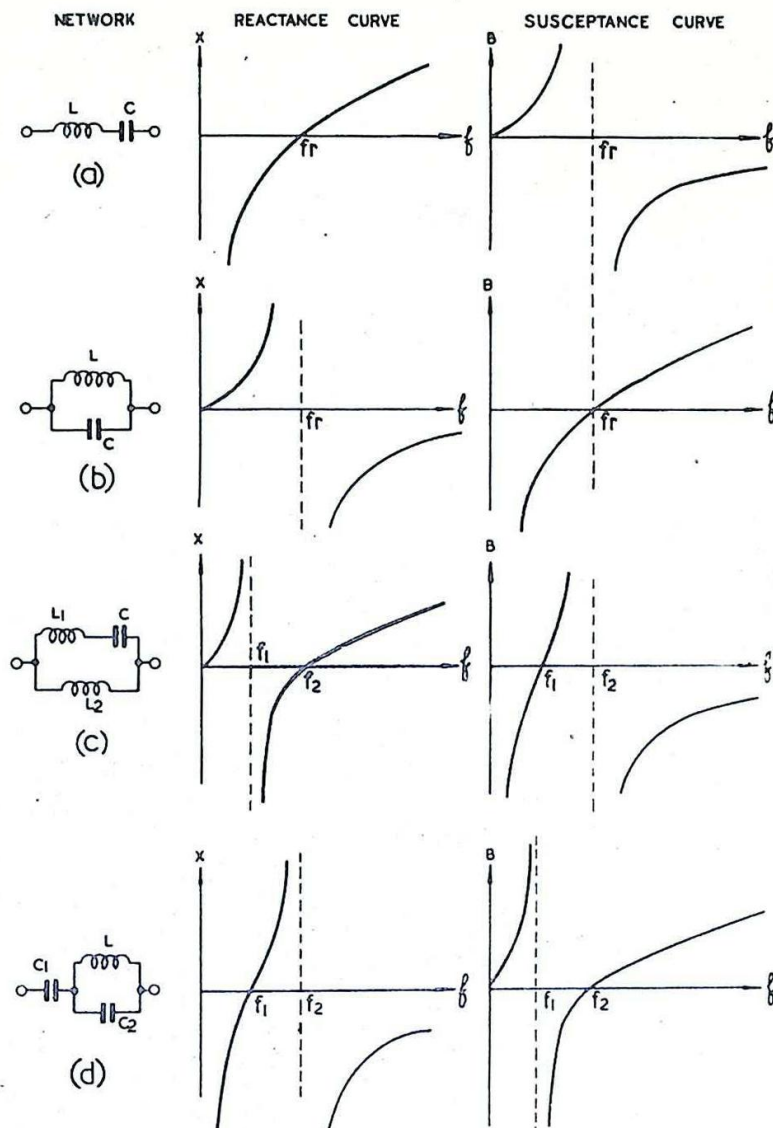 NETWORK REACTANCE CURVE SUSCEPTANCE CURVE
X B
L C
fr f fr f
(a)
X B
L
C
fr f fr f
(b)
X B
L1 C
L2
f1 f2 f f1 f2 f
(c)
X B
C1 L
C2
f1 f2 f f1 f2 f
(d)